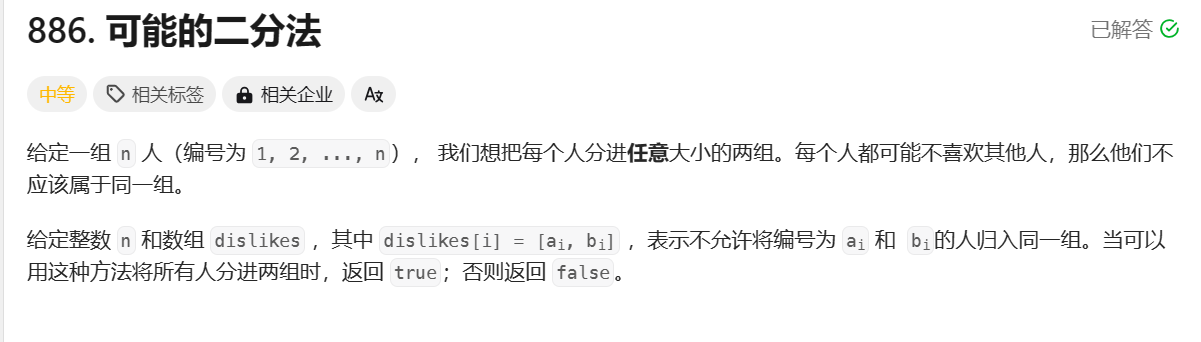 886. 可能的二分法
已解答
中等 相关标签 相关企业
给定一组 n 人（编号为 1, 2, ..., n）， 我们想把每个人分进任意大小的两组。每个人都可能不喜欢其他人，那么他们不
应该属于同一组。
给定整数 n 和数组 dislikes ，其中 dislikes[i] = [ai, bi] ，表示不允许将编号为 ai 和 bi的人归入同一组。当可以
用这种方法将所有人分进两组时，返回 true；否则返回 false。